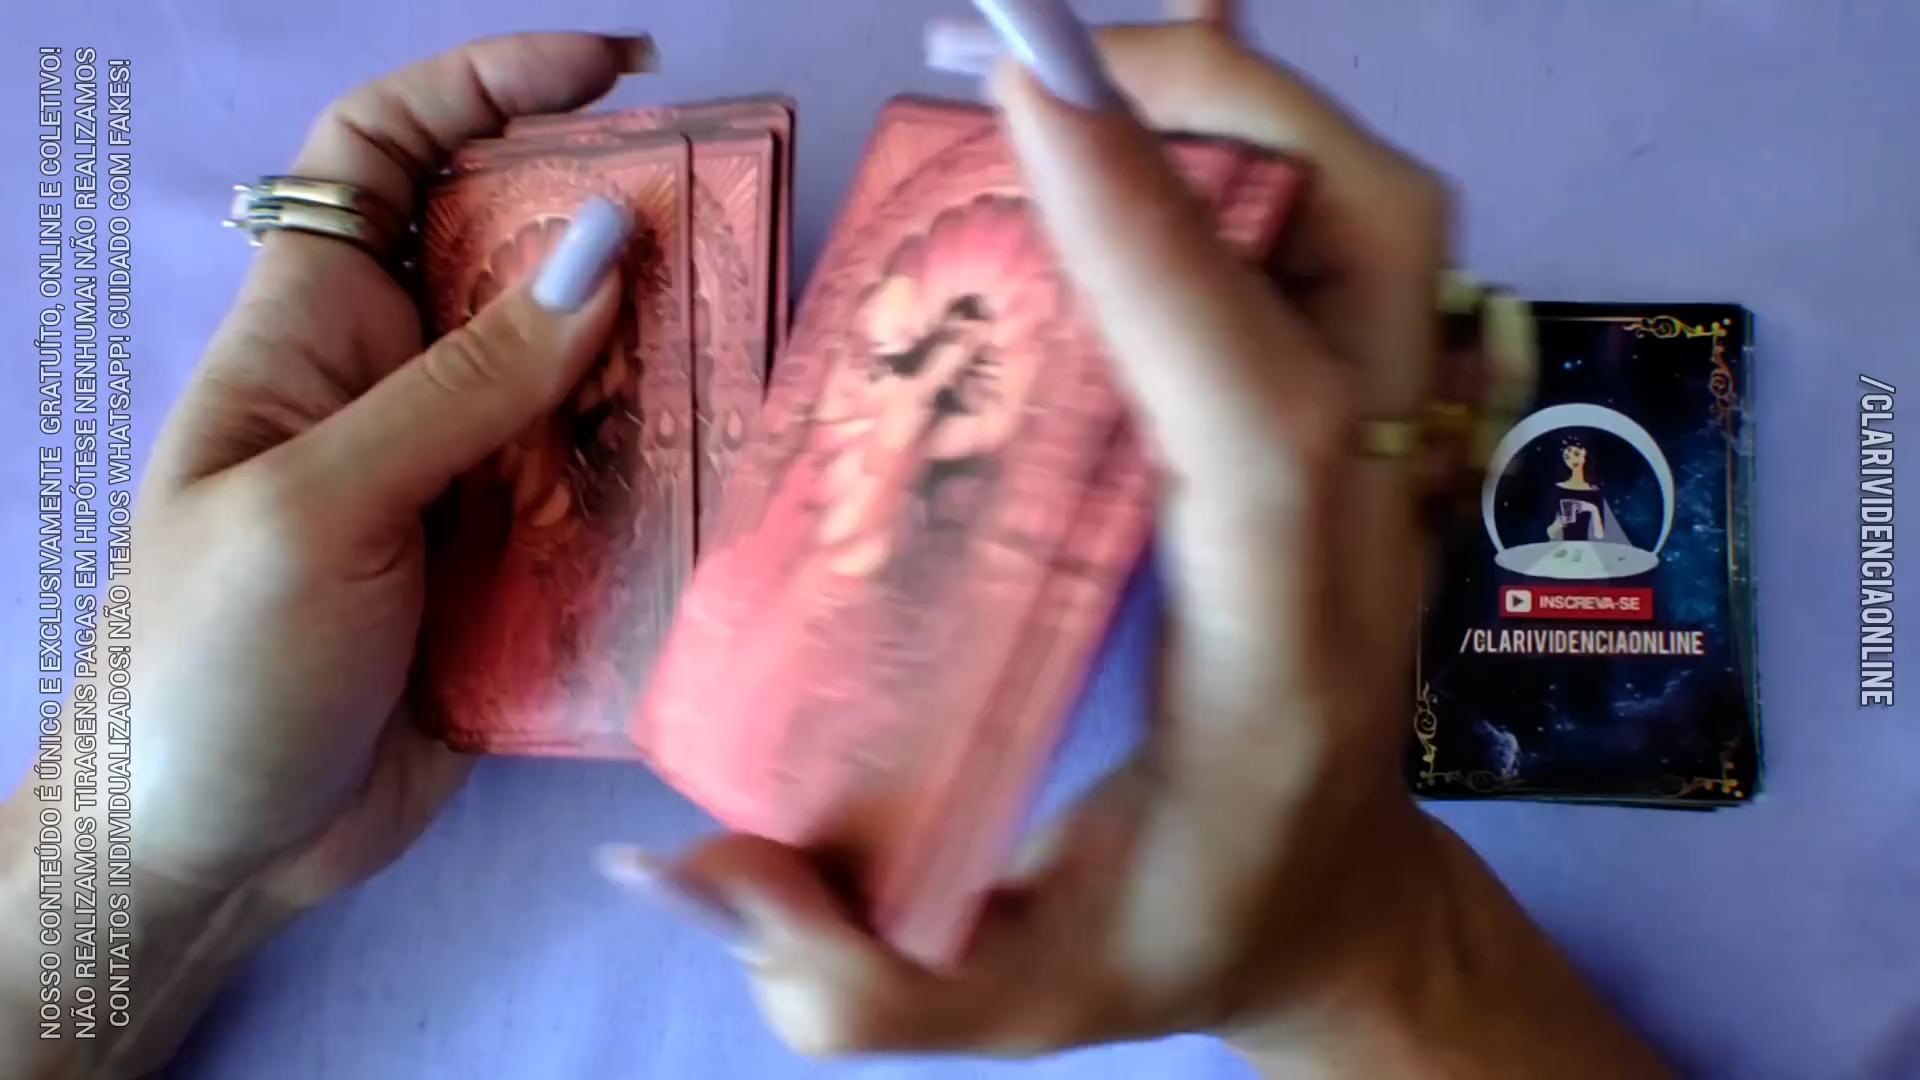 NOSSO CONTEÚDO É ÚNICO E EXCLUSIVAMENTE GRATUÍTO, ONLINE E COLETIVO!
NÃO REALIZAMOS TIRAGENS PAGAS EM HIPÓTESE NENHUMA! NÃO REALIZAMOS
CONTATOS INDIVIDUALIZADOS! NÃO TEMOS WHATSAPP! CUIDADO COM FAKES!
INSCREVA-SE
/CLARIVIDENCIAONLINE
/CLARIVIDENCIAONLINE